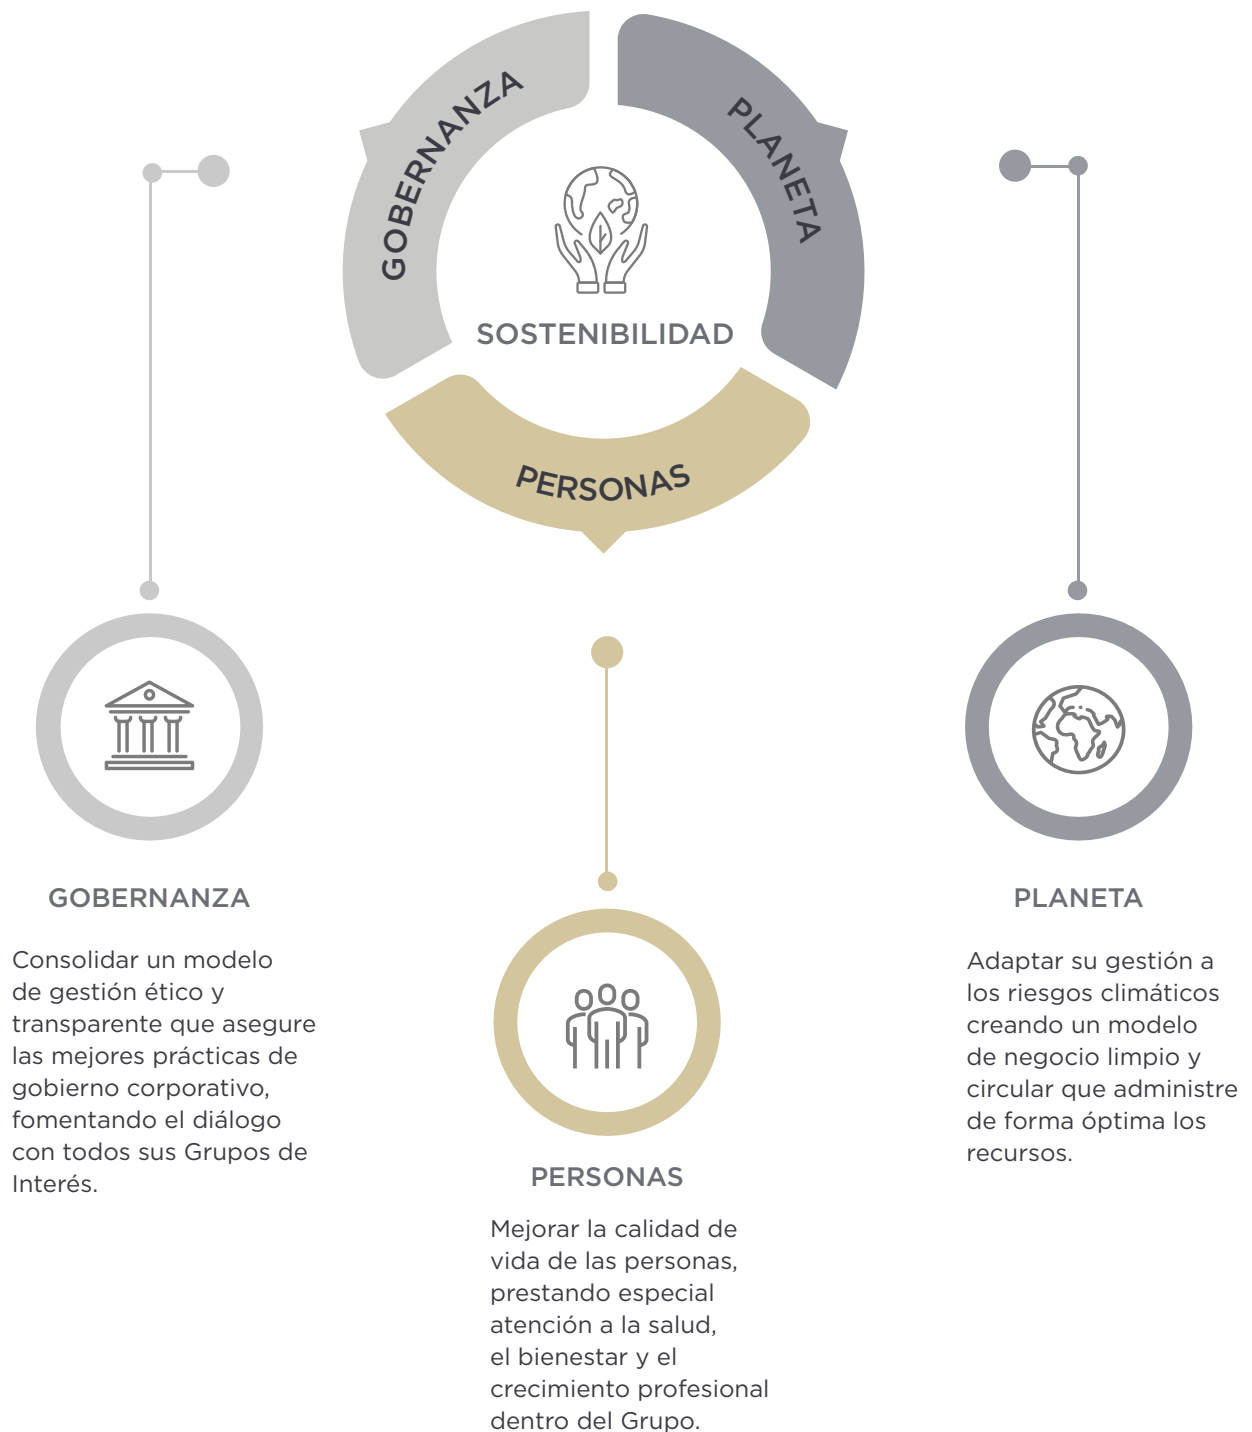 GOBERNANZA
PLANETA
SOSTENIBILIDAD
PERSONAS
GOBERNANZA
Consolidar un modelo
de gestión ético y
transparente que asegure
las mejores prácticas de
gobierno corporativo,
fomentando el diálogo
con todos sus Grupos de
Interés.
PERSONAS
Mejorar la calidad de
vida de las personas,
prestando especial
atención a la salud,
el bienestar y el
crecimiento profesional
dentro del Grupo.
PLANETA
Adaptar su gestión a
los riesgos climáticos
creando un modelo
de negocio limpio y
circular que administre
de forma óptima los
recursos.